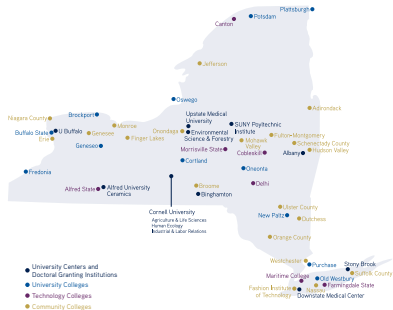 Plattsburgh
Potsdam
Canton
Jefferson
Adirondack
Oswego
Brockport
Niagara County
Monroe
Upstate Medical
University
SUNY Polytechnic
Institute
Buffalo State
U Buffalo
Genesee
Finger Lakes
Onondaga
Environmental
Science & Forestry
Erie
Mohawk
Valley
Fulton-Montgomery
Schenectady County
Geneseo
Morrisville State
Cobleskill
Albany
Hudson Valley
Cortland
Oneonta
Fredonia
Alfred State
Alfred University
Ceramics
Broome
Binghamton
Delhi
Cornell University
Agriculture & Life Sciences
Human Ecology
Industrial & Labor Relations
Ulster County
New Paltz
Dutchess
Orange County
Westchester
Purchase
Stony Brook
Maritime College
Old Westbury
Suffolk County
Fashion Institute
of Technology
Nassau
Farmingdale State
Downstate Medical Center
University Centers and
Doctoral Granting Institutions
University Colleges
Technology Colleges
Community Colleges